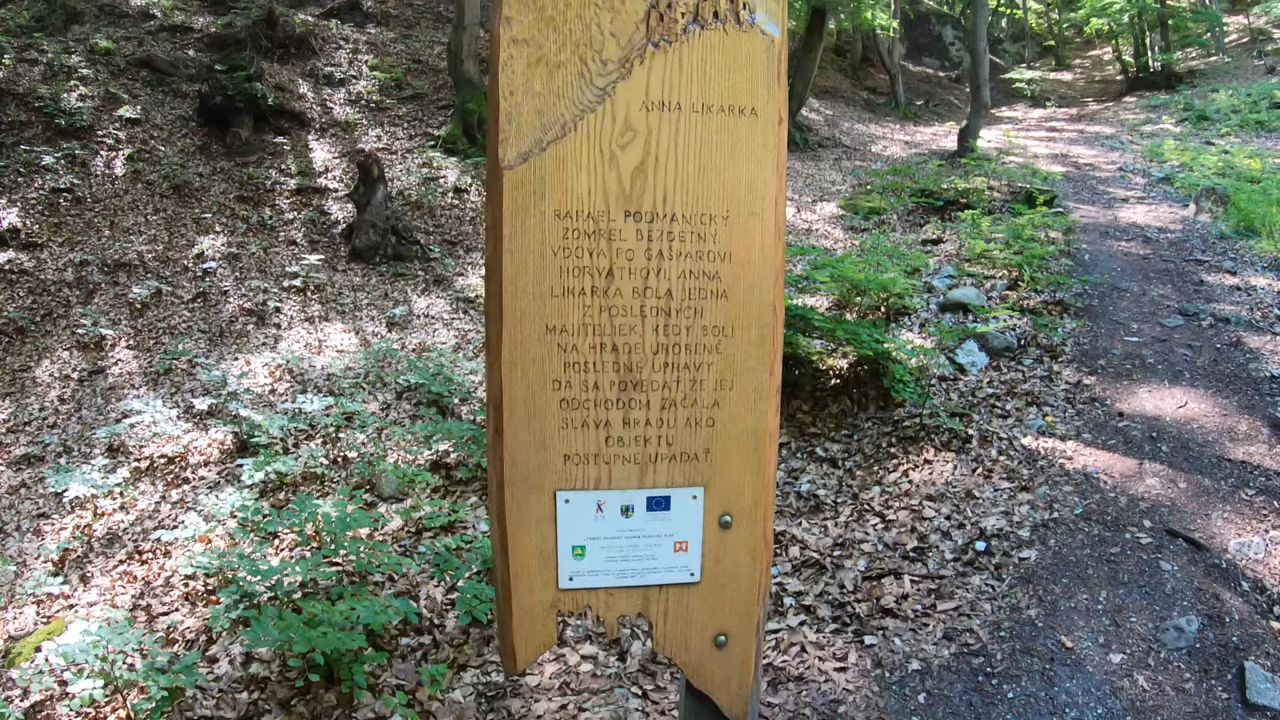 ANNA LIKARKA
RAFAEL PODMANICKÝ
ZOMREL BEZDETNÝ.
VDOVA PO GAŠPAROVI
HORVÁTHOVI, ANNA
LIKARKA BOLA JEDNA
Z POSLEDNÝCH
MAJITELIEK, KEDY BOLI
NA HRADE UROBENÉ
POSLEDNÉ ÚPRAVY.
DÁ SA POVEDAŤ, ŽE JEJ
ODCHODOM ZAČALA
SLÁVA HRADU AKO
OBJEKTU
POSTUPNE UPADAŤ.